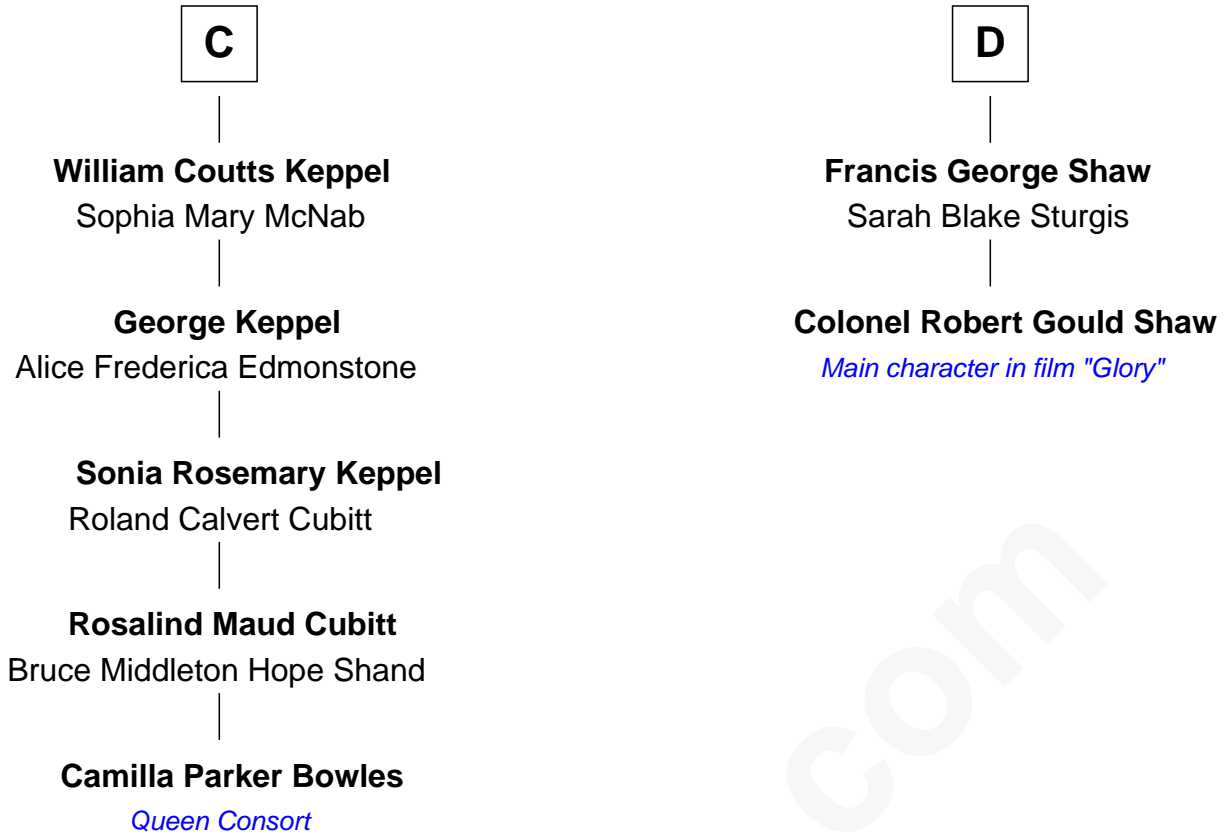 C
William Coutts Keppel
Sophia Mary McNab
George Keppel
Alice Frederica Edmonstone
Sonia Rosemary Keppel
Roland Calvert Cubitt
Rosalind Maud Cubitt
Bruce Middleton Hope Shand
Camilla Parker Bowles
Queen Consort
D
Francis George Shaw
Sarah Blake Sturgis
Colonel Robert Gould Shaw
Main character in film "Glory"
com